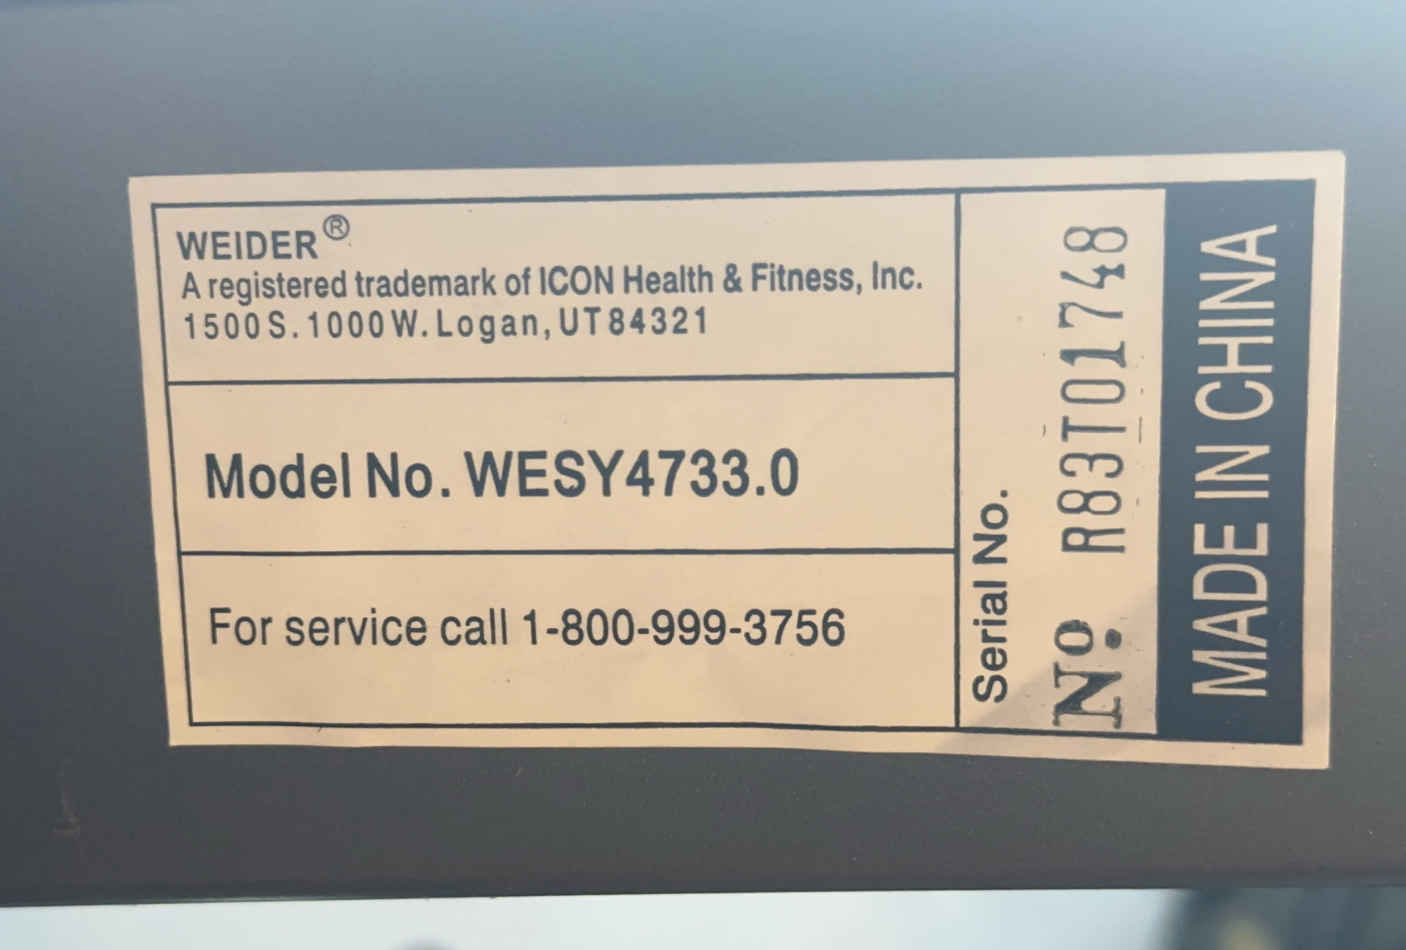 WEIDER®
A registered trademark of ICON Health & Fitness, Inc.
1500 S. 1000 W. Logan, UT 84321
Model No. WESY4733.0
For service call 1-800-999-3756
Serial No.
Nº R83T01748
MADE IN CHINA